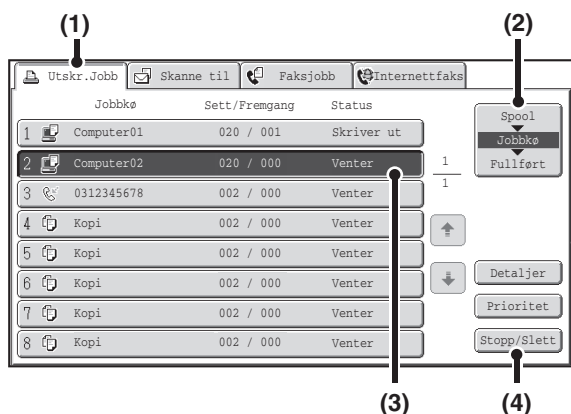 (1) (2)
Utskr.Jobb Skanne til Faksjobb Internettfaks
Jobbkø Sett/Fremgang Status
1 Computer01 020 / 001 Skriver ut
2 Computer02 020 / 000 Venter
3 0312345678 002 / 000 Venter
4 Kopi 002 / 000 Venter
5 Kopi 002 / 000 Venter
6 Kopi 002 / 000 Venter
7 Kopi 002 / 000 Venter
8 Kopi 002 / 000 Venter
1
1
Spool
Jobbkø
Fullført
Detaljer
Prioritet
Stopp/Slett
(3) (4)